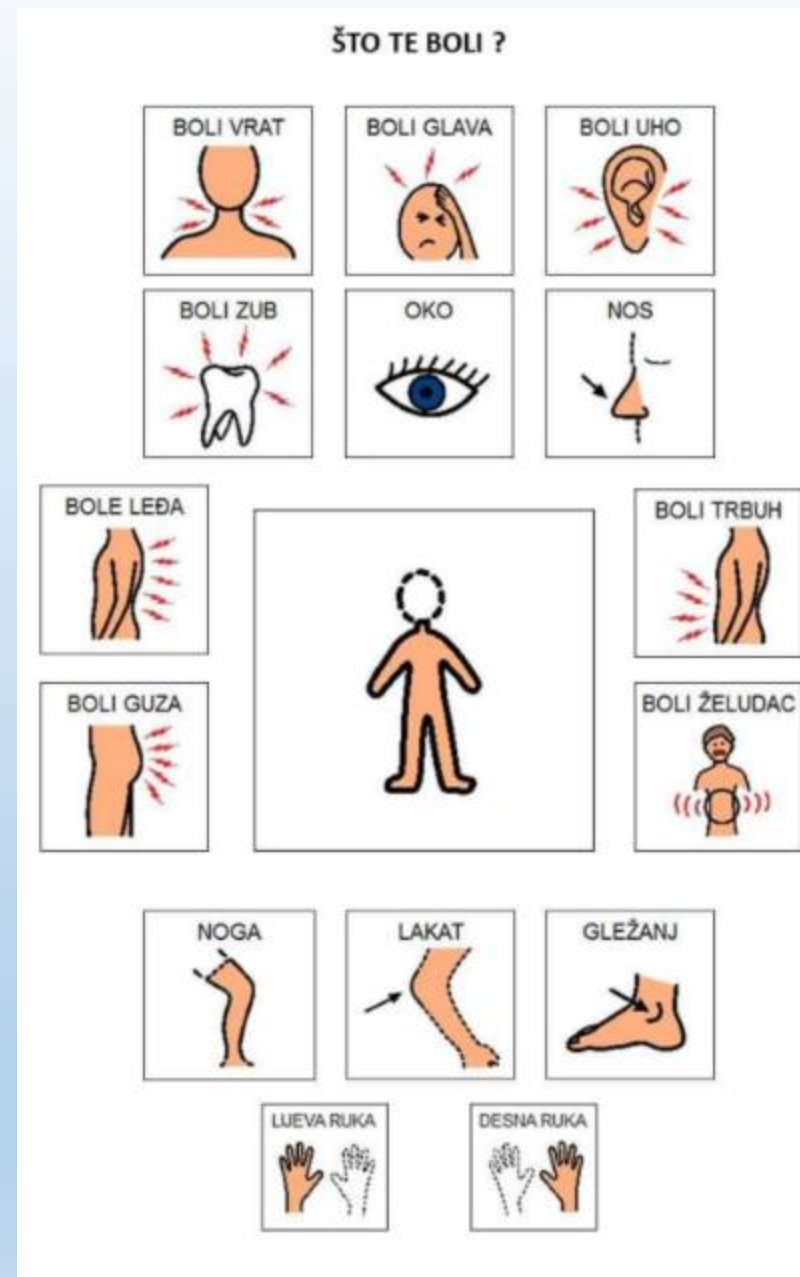 ŠTO TE BOLI ?
BOLI VRAT
BOLI GLAVA
BOLI UHO
BOLI ZUB
OKO
NOS
BOLE LEĐA
BOLI TRBUH
BOLI GUZA
BOLI ŽELUDAC
NOGA
LAKAT
GLEŽANJ
LIJEVA RUKA
DESNA RUKA